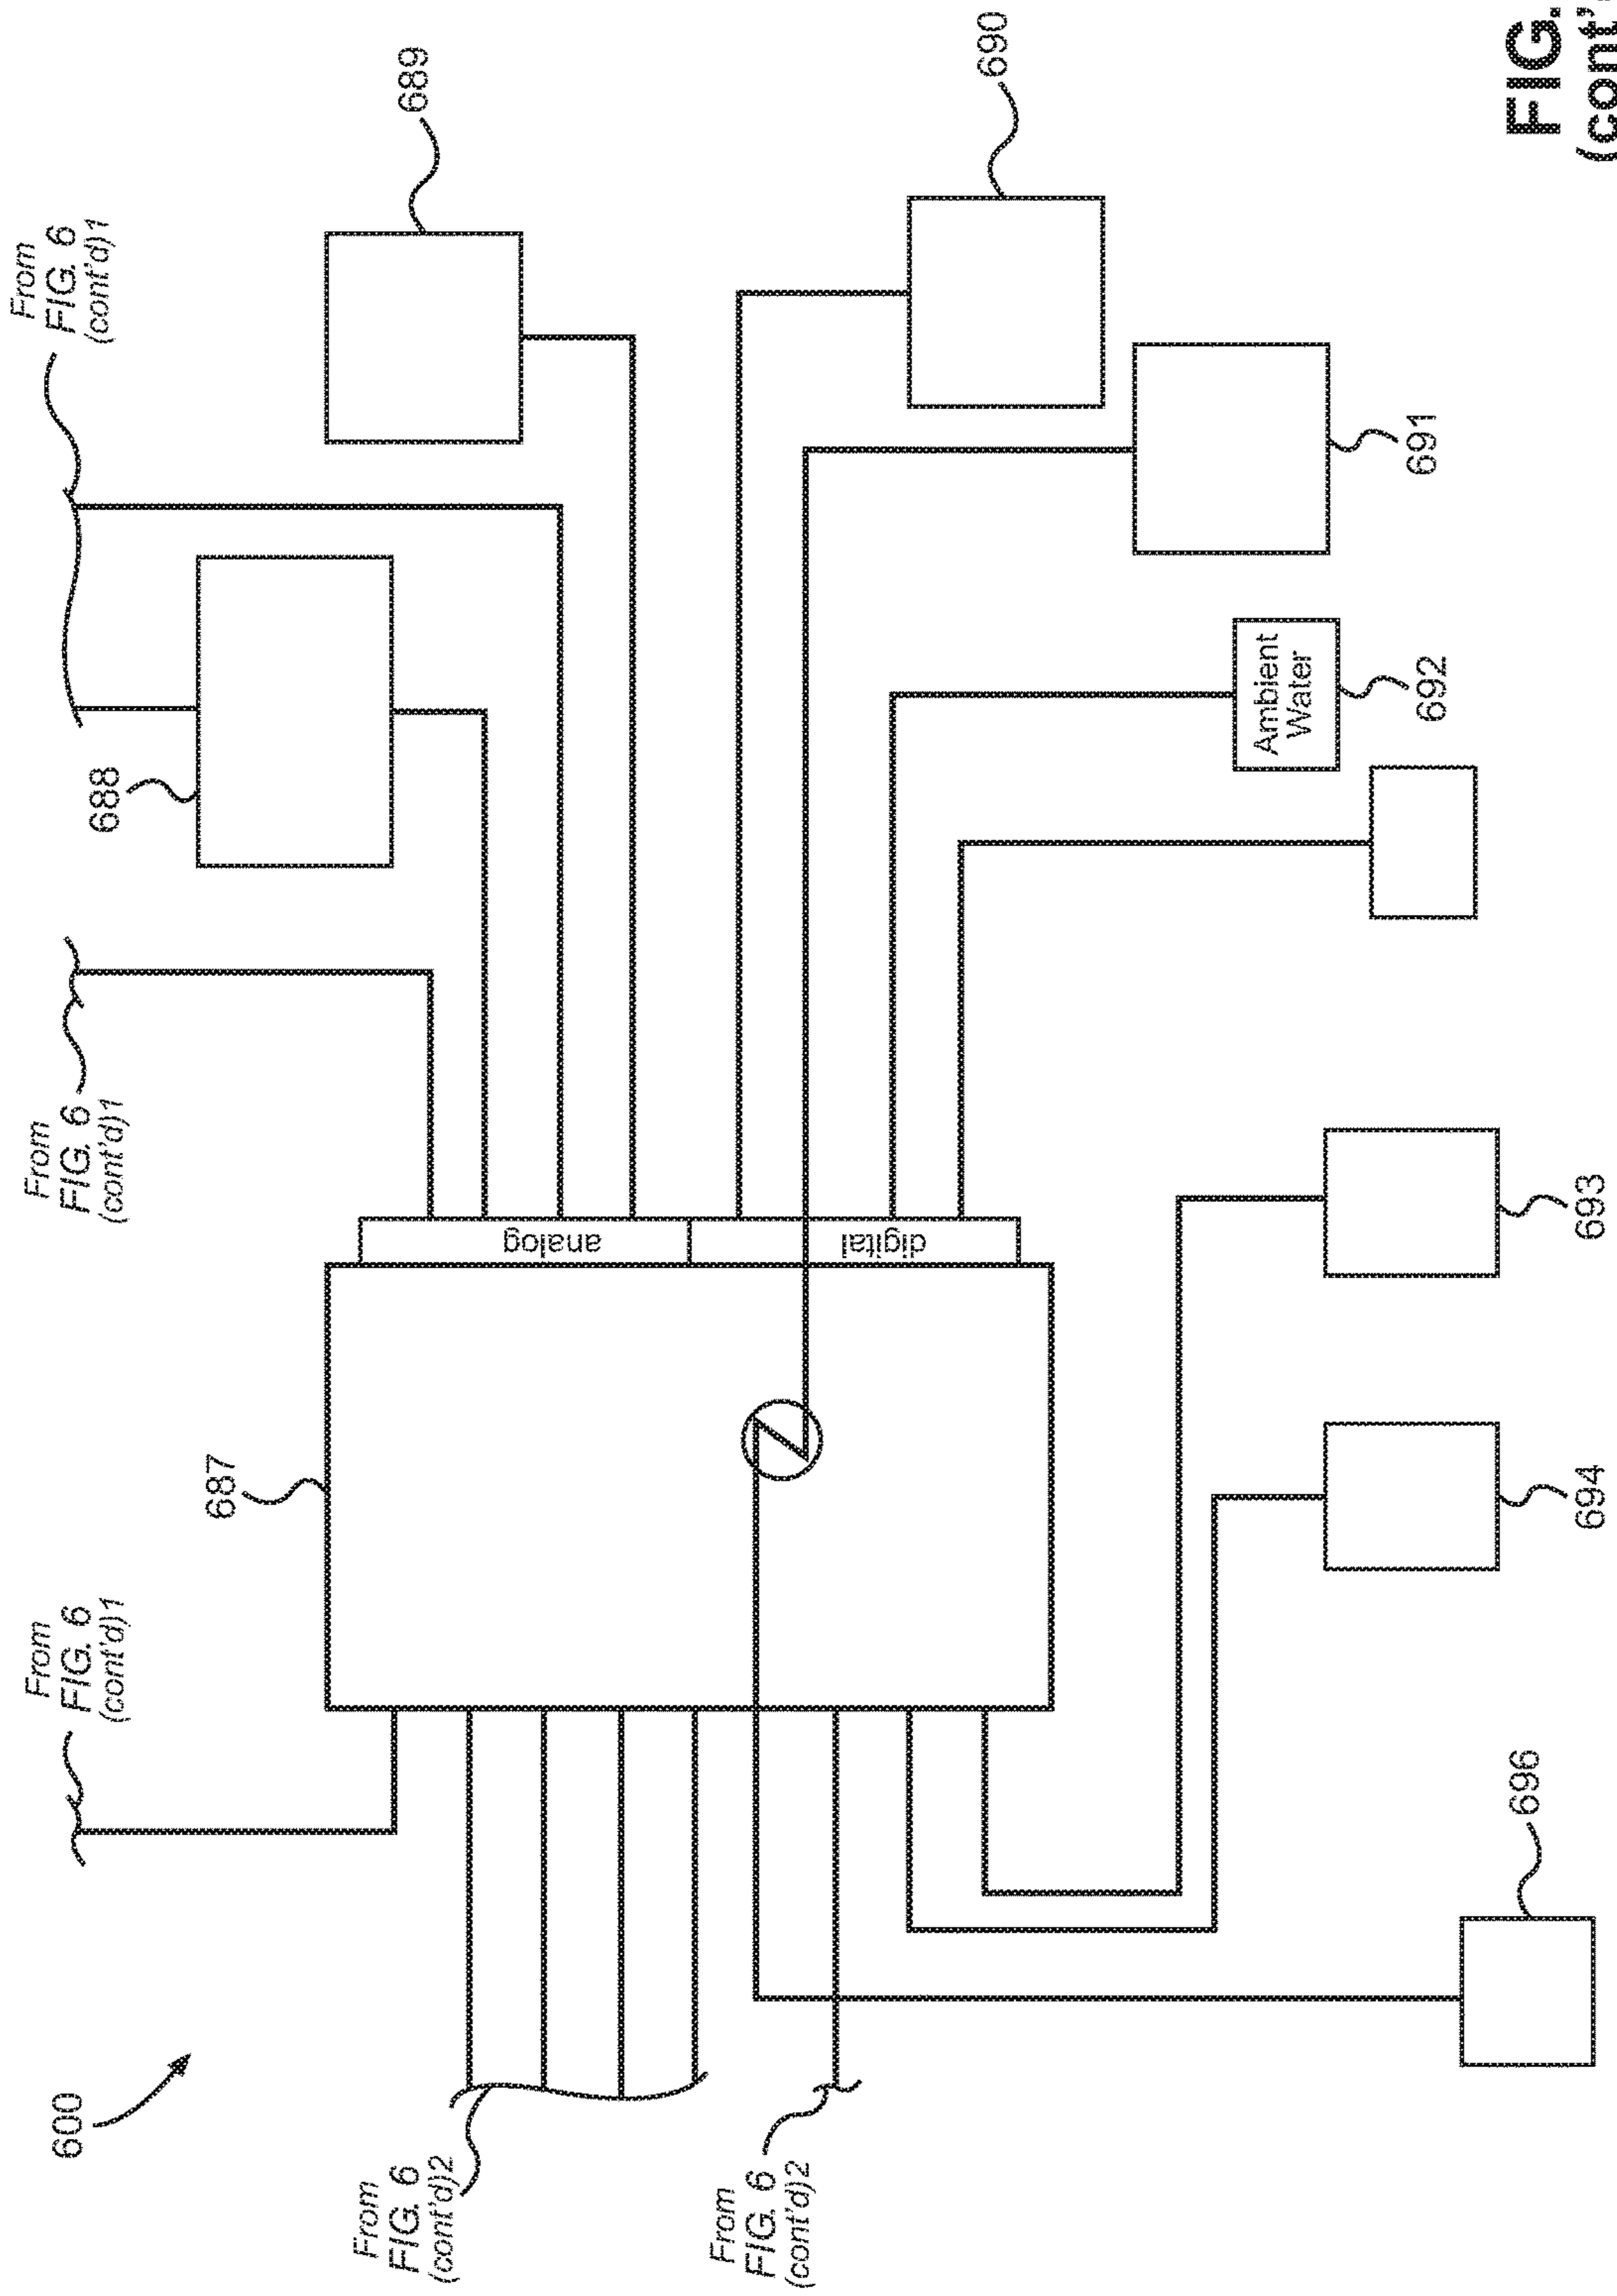 600
From
FIG. 6
(cont'd)1
From
FIG. 6
(cont'd)1
From
FIG. 6
(cont'd)1
687
688
689
From
FIG. 6
(cont'd)2
From
FIG. 6
(cont'd)2
analog
digital
690
691
Ambient
Water
692
693
694
696
FIG.
(cont'